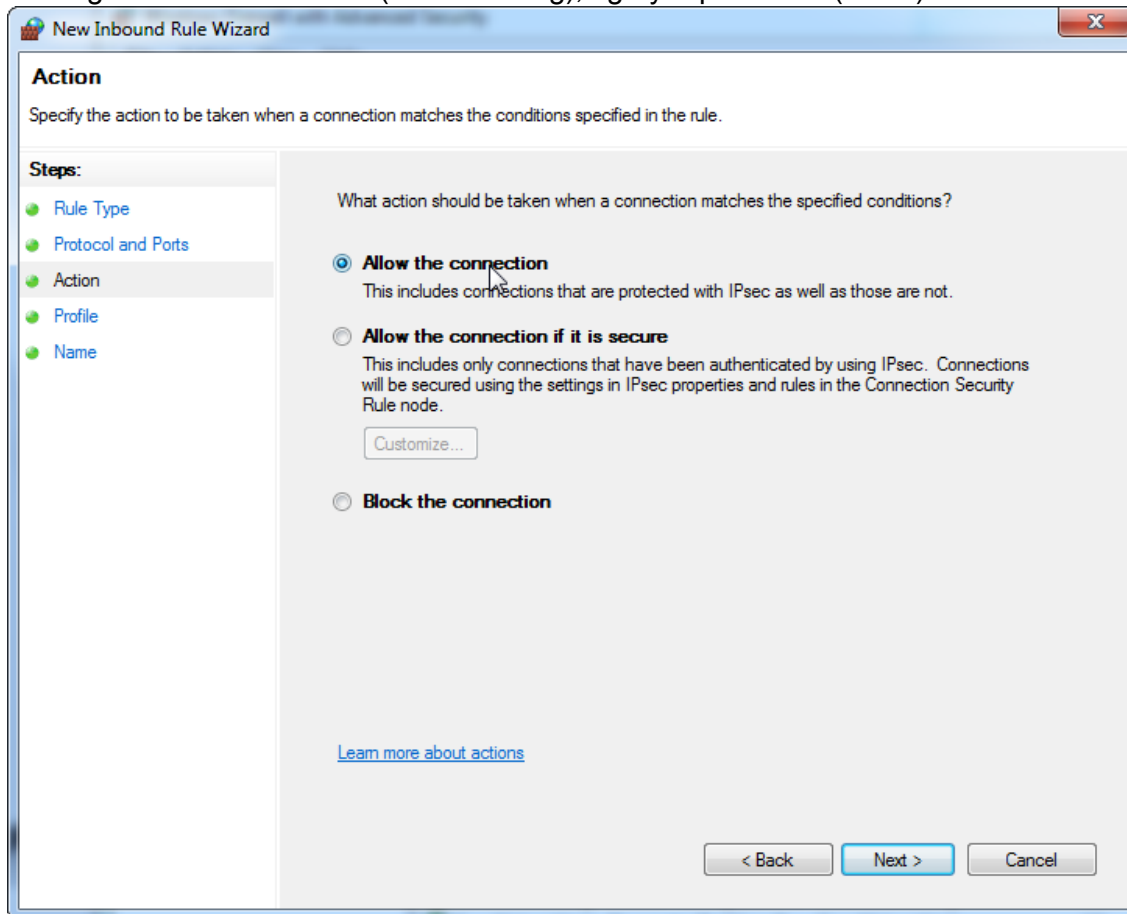 New Inbound Rule Wizard
Action
Specify the action to be taken when a connection matches the conditions specified in the rule.
Steps:
Rule Type
Protocol and Ports
Action
Profile
Name
What action should be taken when a connection matches the specified conditions?
Allow the connection
This includes connections that are protected with IPsec as well as those are not.
Allow the connection if it is secure
This includes only connections that have been authenticated by using IPsec. Connections
will be secured using the settings in IPsec properties and rules in the Connection Security
Rule node.
Customize...
Block the connection
Learn more about actions
< Back Next > Cancel